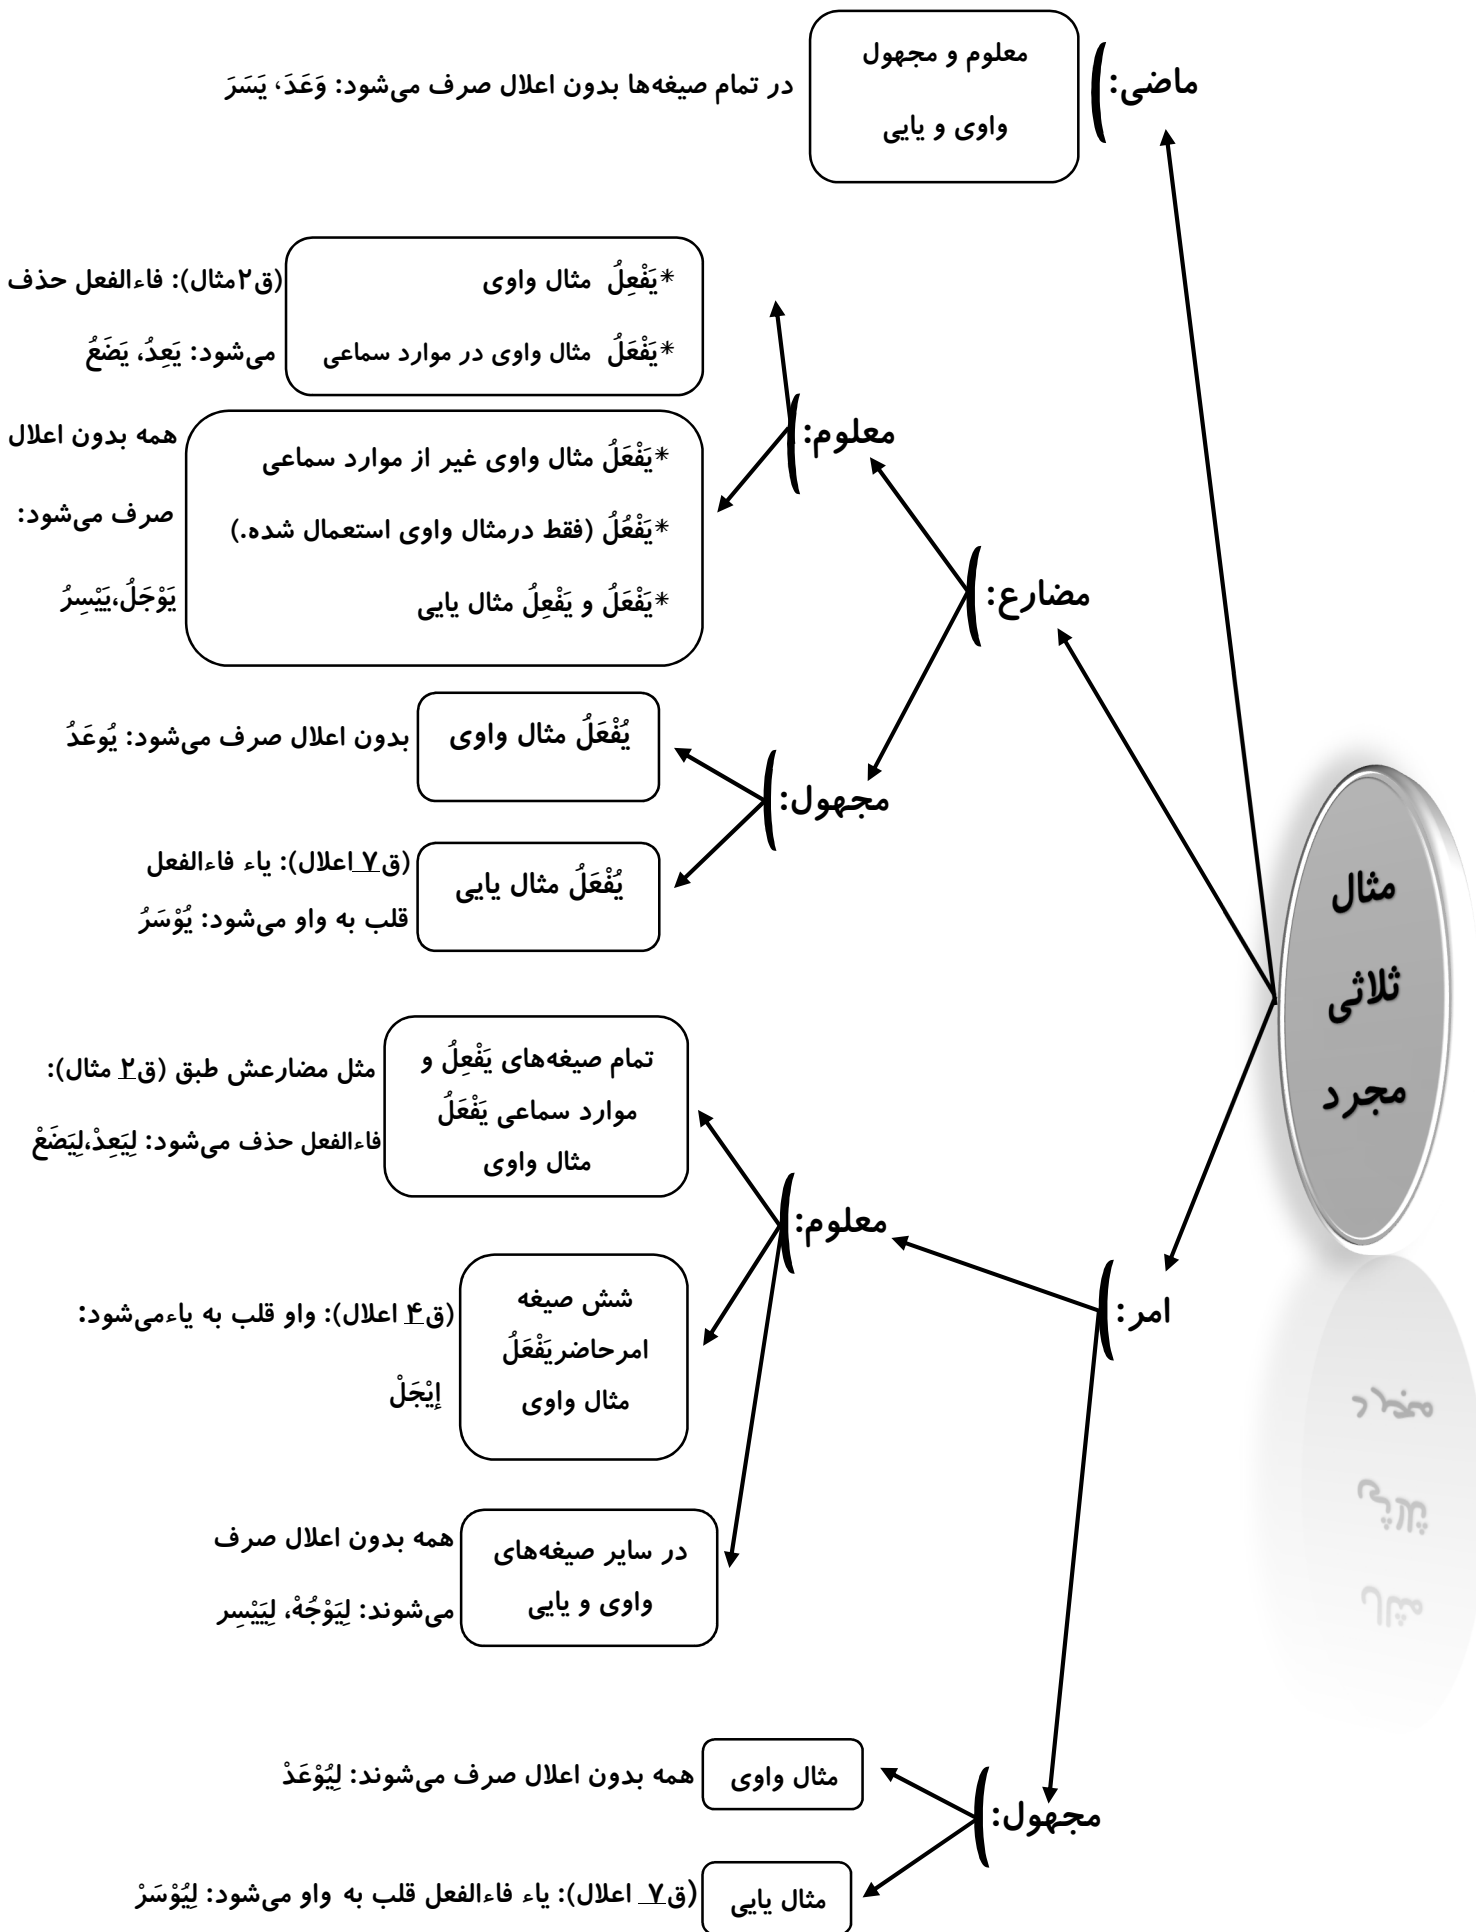 مثال
ثلاثی
مجرد
ماضی:
معلوم و مجهول
واوی و یایی
در تمام صیغه‌ها بدون اعلال صرف می‌شود: وَعَدَ، یَسَرَ
مضارع:
معلوم:
*یَفْعِلُ مثال واوی
*یَفْعَلُ مثال واوی در موارد سماعی
(ق۲مثال): فاءالفعل حذف
می‌شود: یَعِدُ، یَضَعُ
*یَفْعَلُ مثال واوی غیر از موارد سماعی
*یَفْعُلُ (فقط درمثال واوی استعمال شده.)
*یَفْعَلُ و یَفْعِلُ مثال یایی
همه بدون اعلال
صرف می‌شود:
یَوْجَلُ،یَیْسِرُ
مجهول:
یُفْعَلُ مثال واوی
بدون اعلال صرف می‌شود: یُوعَدُ
یُفْعَلُ مثال یایی
(ق۷ اعلال): یاء فاءالفعل
قلب به واو می‌شود: یُوْسَرُ
امر:
معلوم:
تمام صیغه‌های یَفْعِلُ و
موارد سماعی یَفْعَلُ
مثال واوی
مثل مضارعش طبق (ق۲ مثال):
فاءالفعل حذف می‌شود: لِیَعِدْ،لِیَضَعْ
شش صیغه
امرحاضریَفْعَلُ
مثال واوی
(ق۴ اعلال): واو قلب به یاءمی‌شود:
إیْجَلْ
در سایر صیغه‌های
واوی و یایی
همه بدون اعلال صرف
می‌شوند: لِیَوْجُهْ، لِیَیْسِر
مجهول:
مثال واوی
همه بدون اعلال صرف می‌شوند: لِیُوْعَدْ
مثال یایی
(ق۷ اعلال): یاء فاءالفعل قلب به واو می‌شود: لِیُوْسَرْ